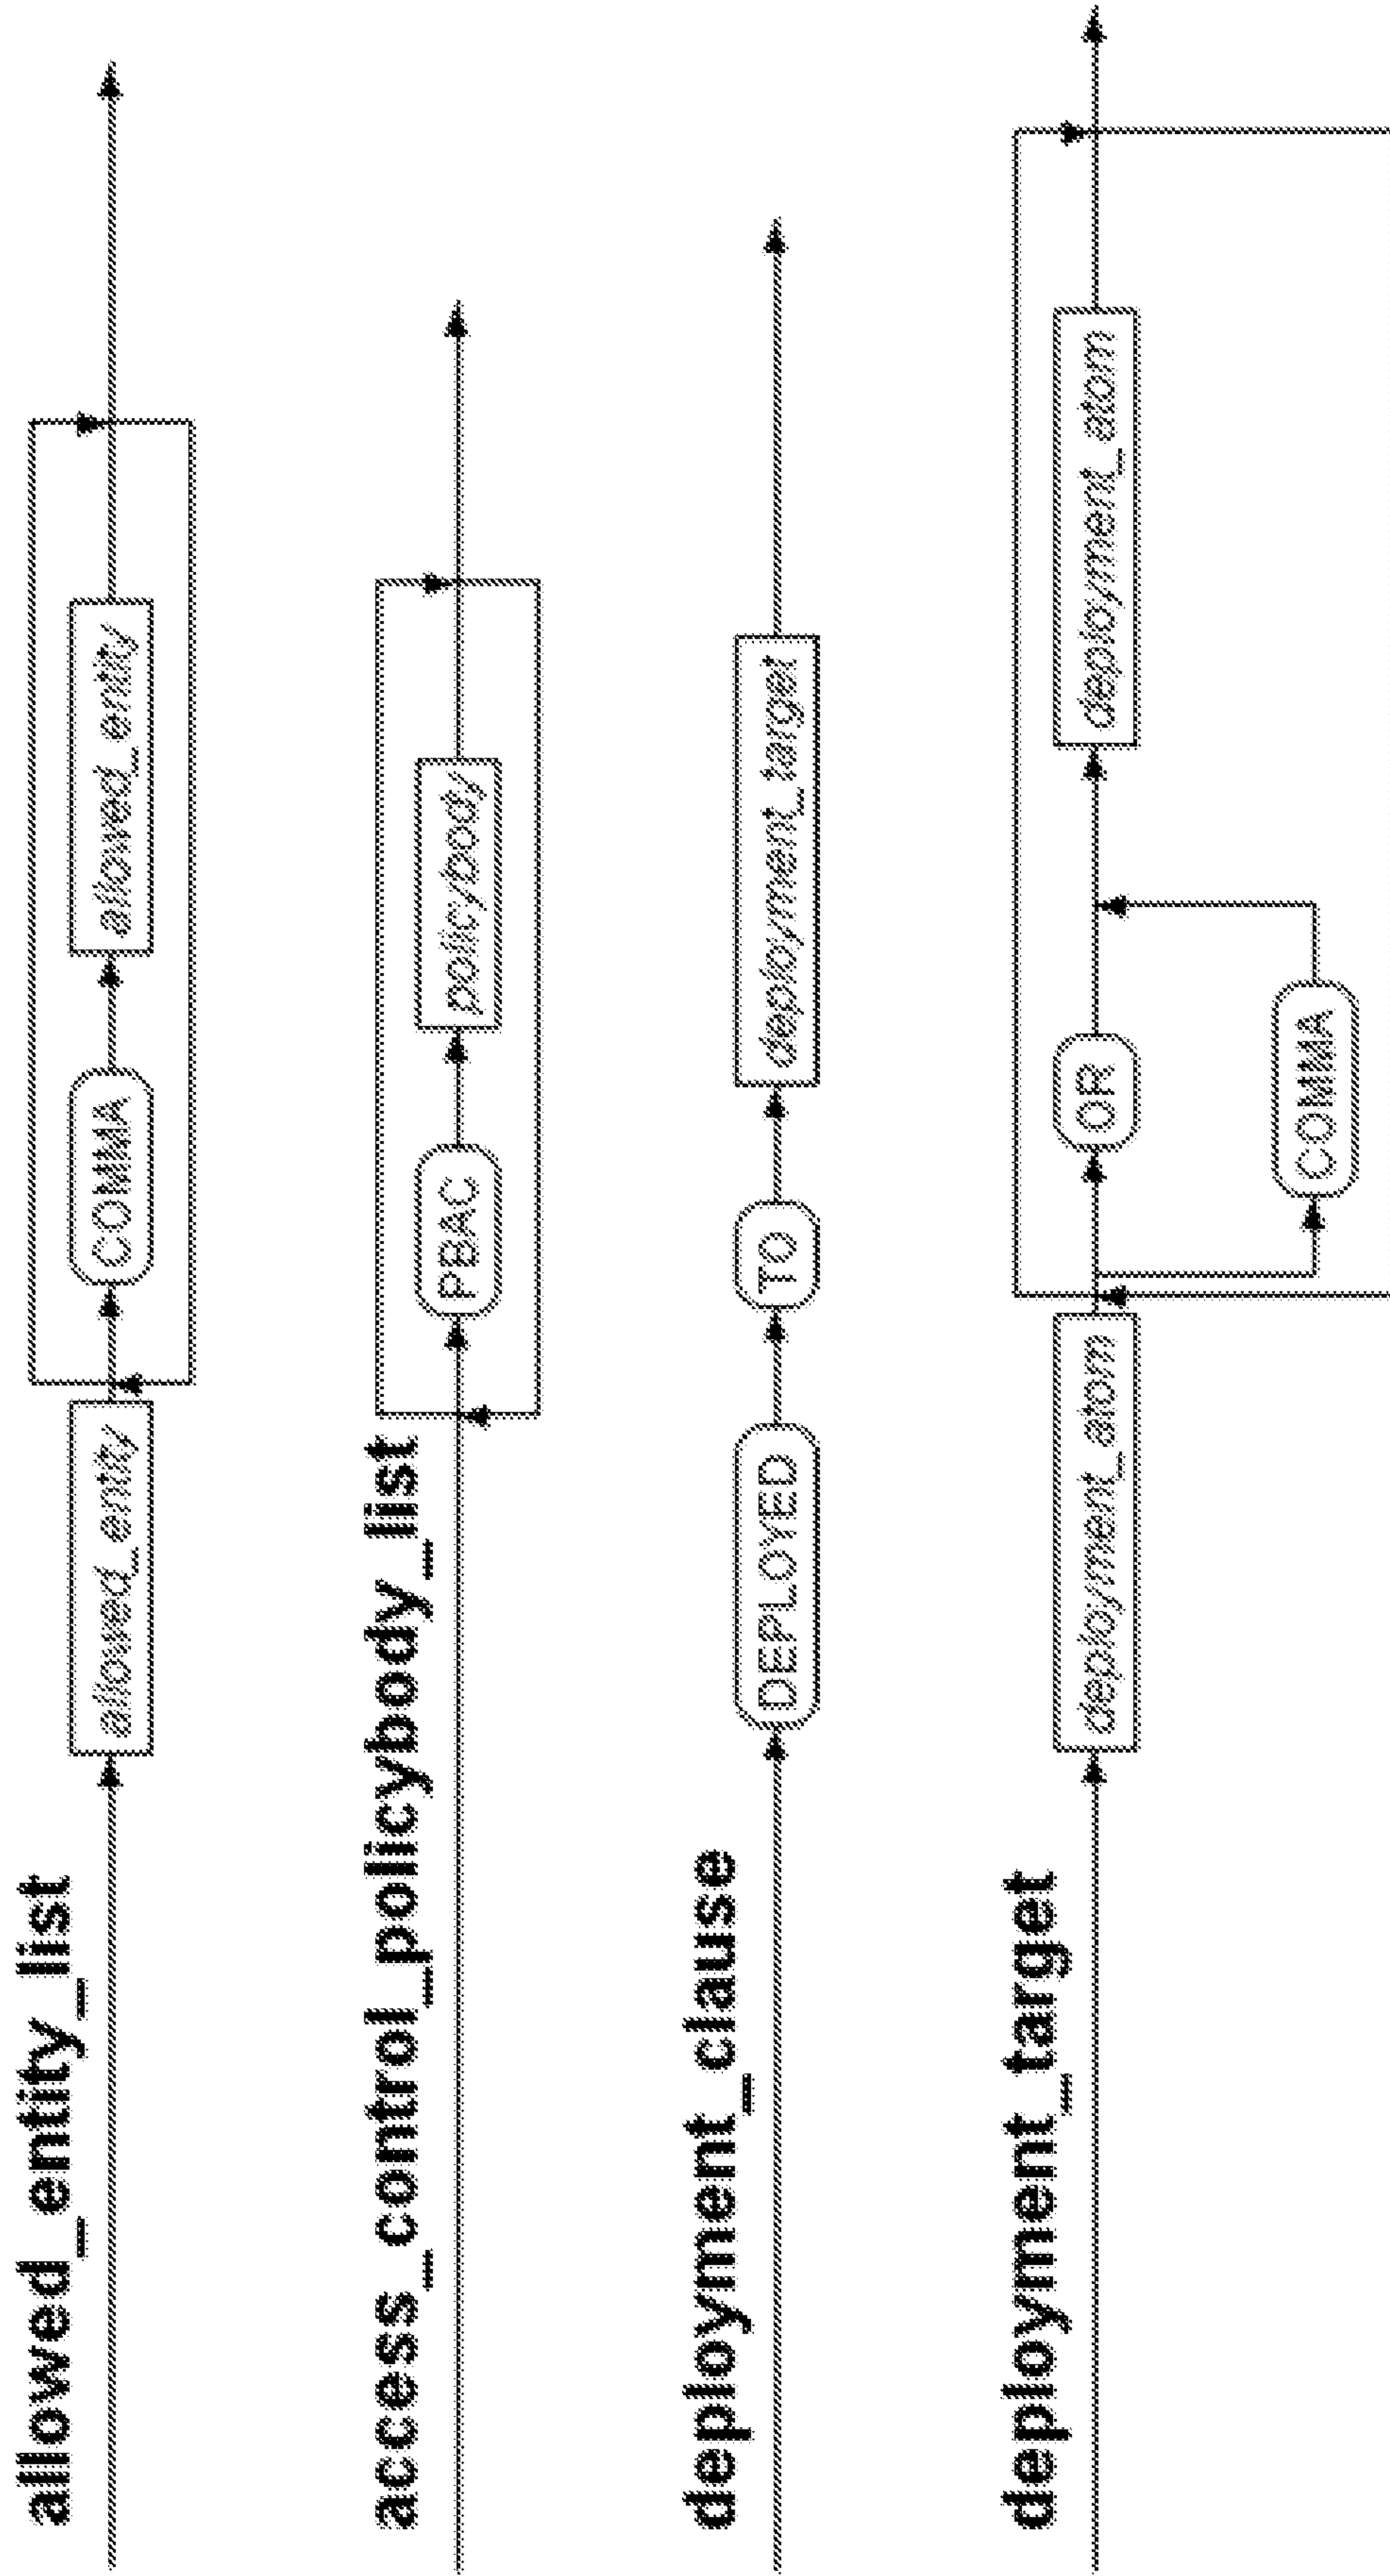 allowed_entity_list
allowed_entity COMMA allowed_entity
access_control_policybody_list
PBAC policybody
deployment_clause
DEPLOYED TO deployment_target
deployment_target
deployment_atom OR deployment_atom
COMMA